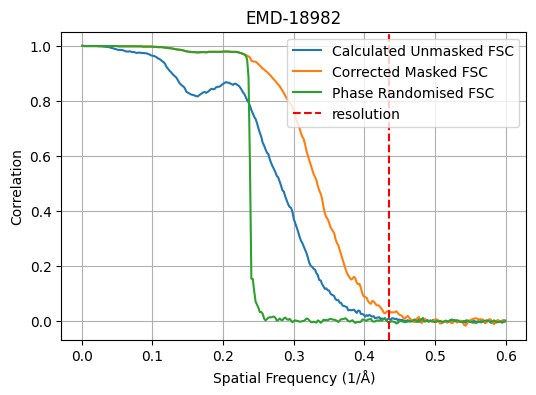 EMD-18982
Calculated Unmasked FSC
Corrected Masked FSC
Phase Randomised FSC
resolution
Correlation
1.0
0.8
0.6
0.4
0.2
0.0
0.0 0.1 0.2 0.3 0.4 0.5 0.6
Spatial Frequency (1/Å)